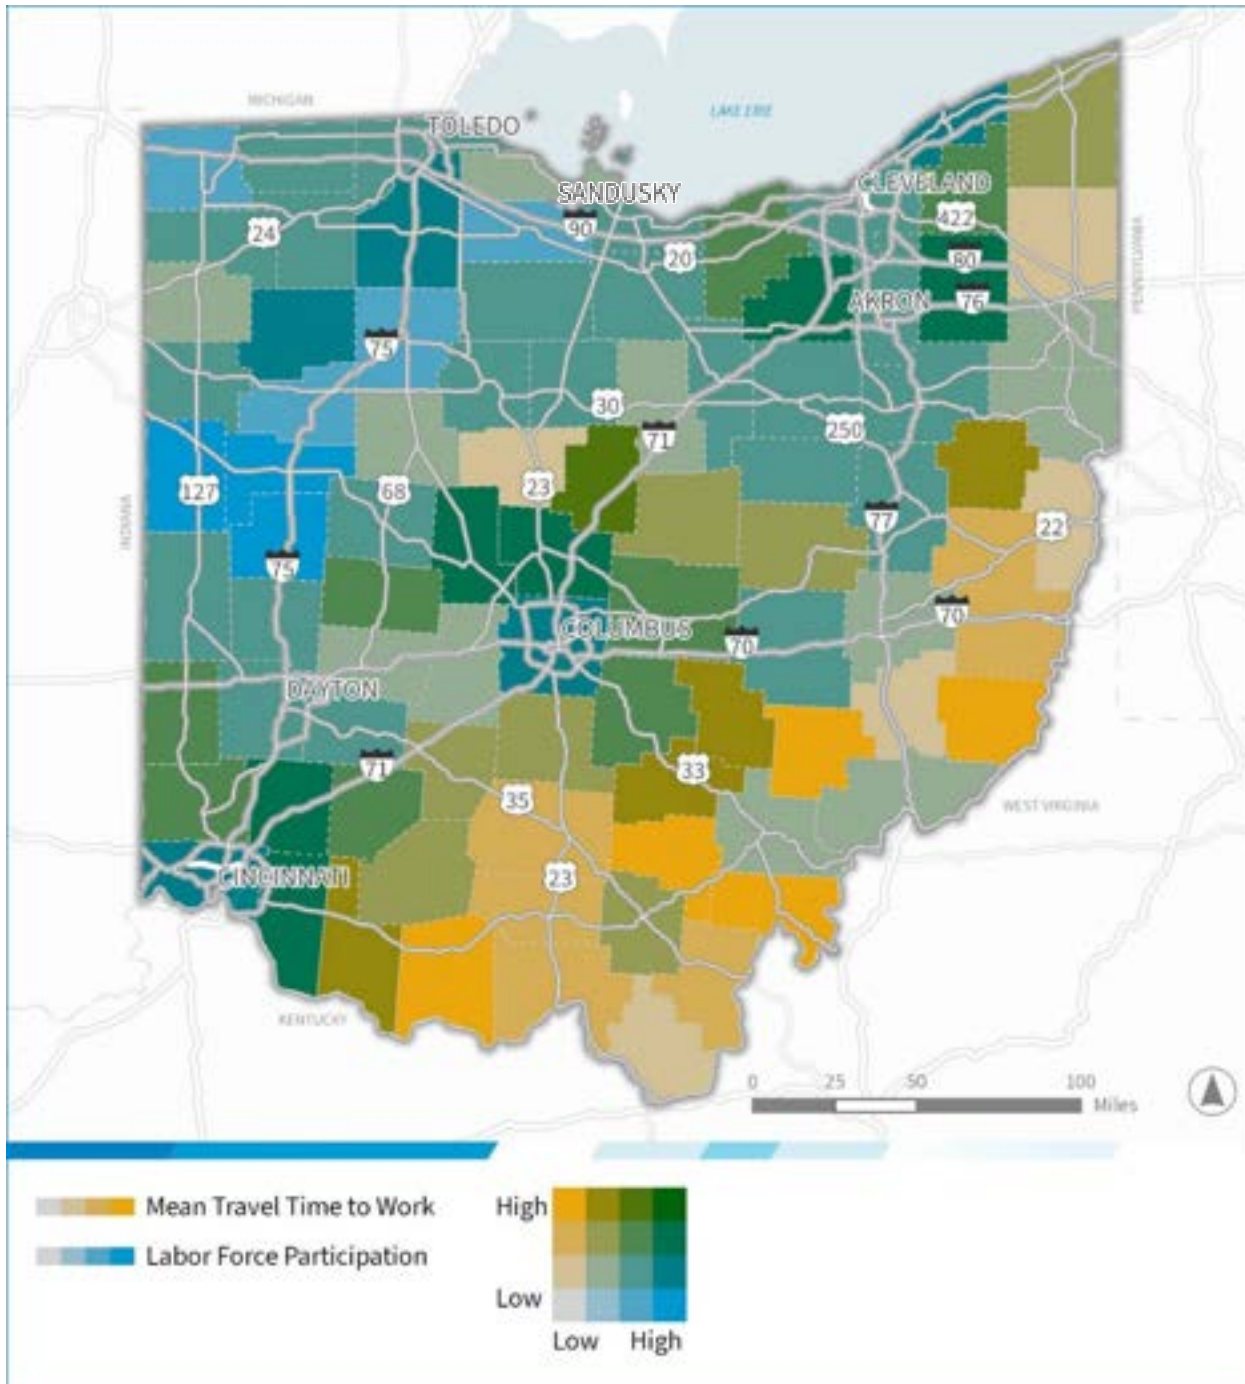 MICHIGAN
LAKE ERIE
TOLEDO
SANDUSKY
CLEVELAND
90
422
24
20
80
PENNSYLVANIA
AKRON
76
75
30
71
250
127
68
23
77
22
INDIANA
75
COLUMBUS
70
70
DAYTON
71
33
35
WEST VIRGINIA
CINCINNATI
23
KENTUCKY
0 25 50 100
Miles
Mean Travel Time to Work
Labor Force Participation
High
Low
Low High